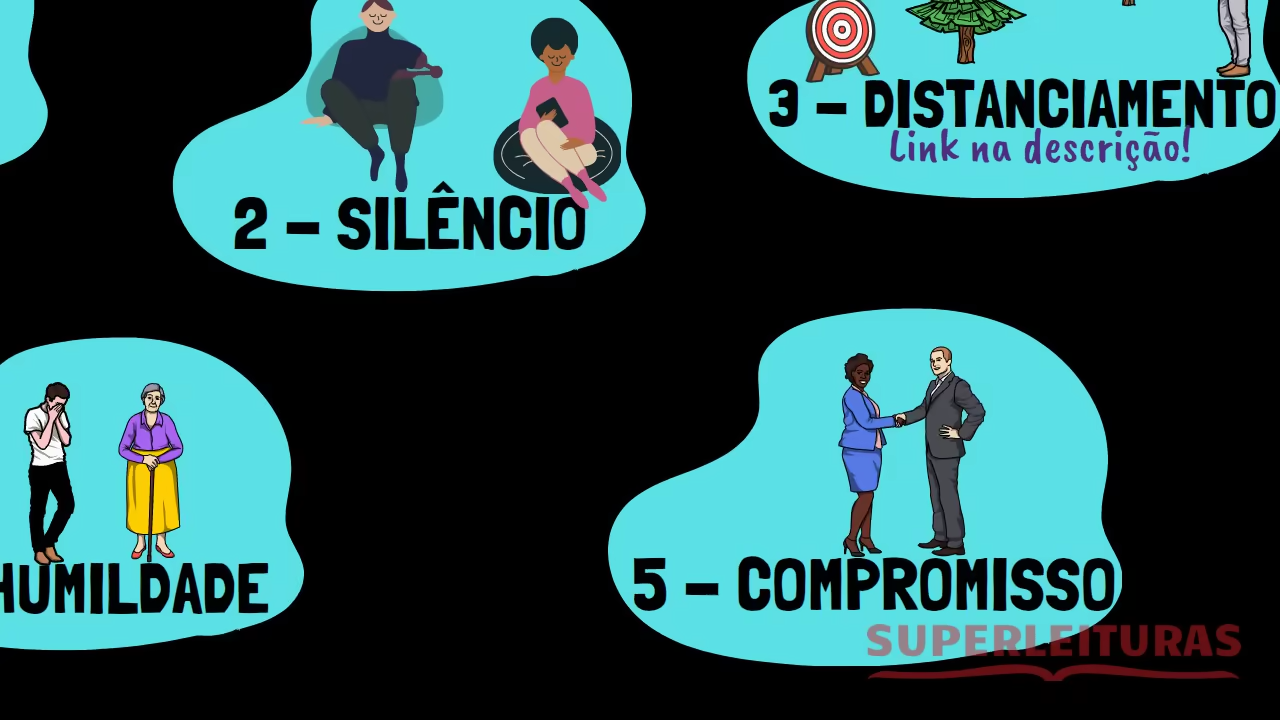 3 – DISTANCIAMENTO
Link na descrição!
2 – SILÊNCIO
HUMILDADE
5 – COMPROMISSO
SUPERLEITURAS